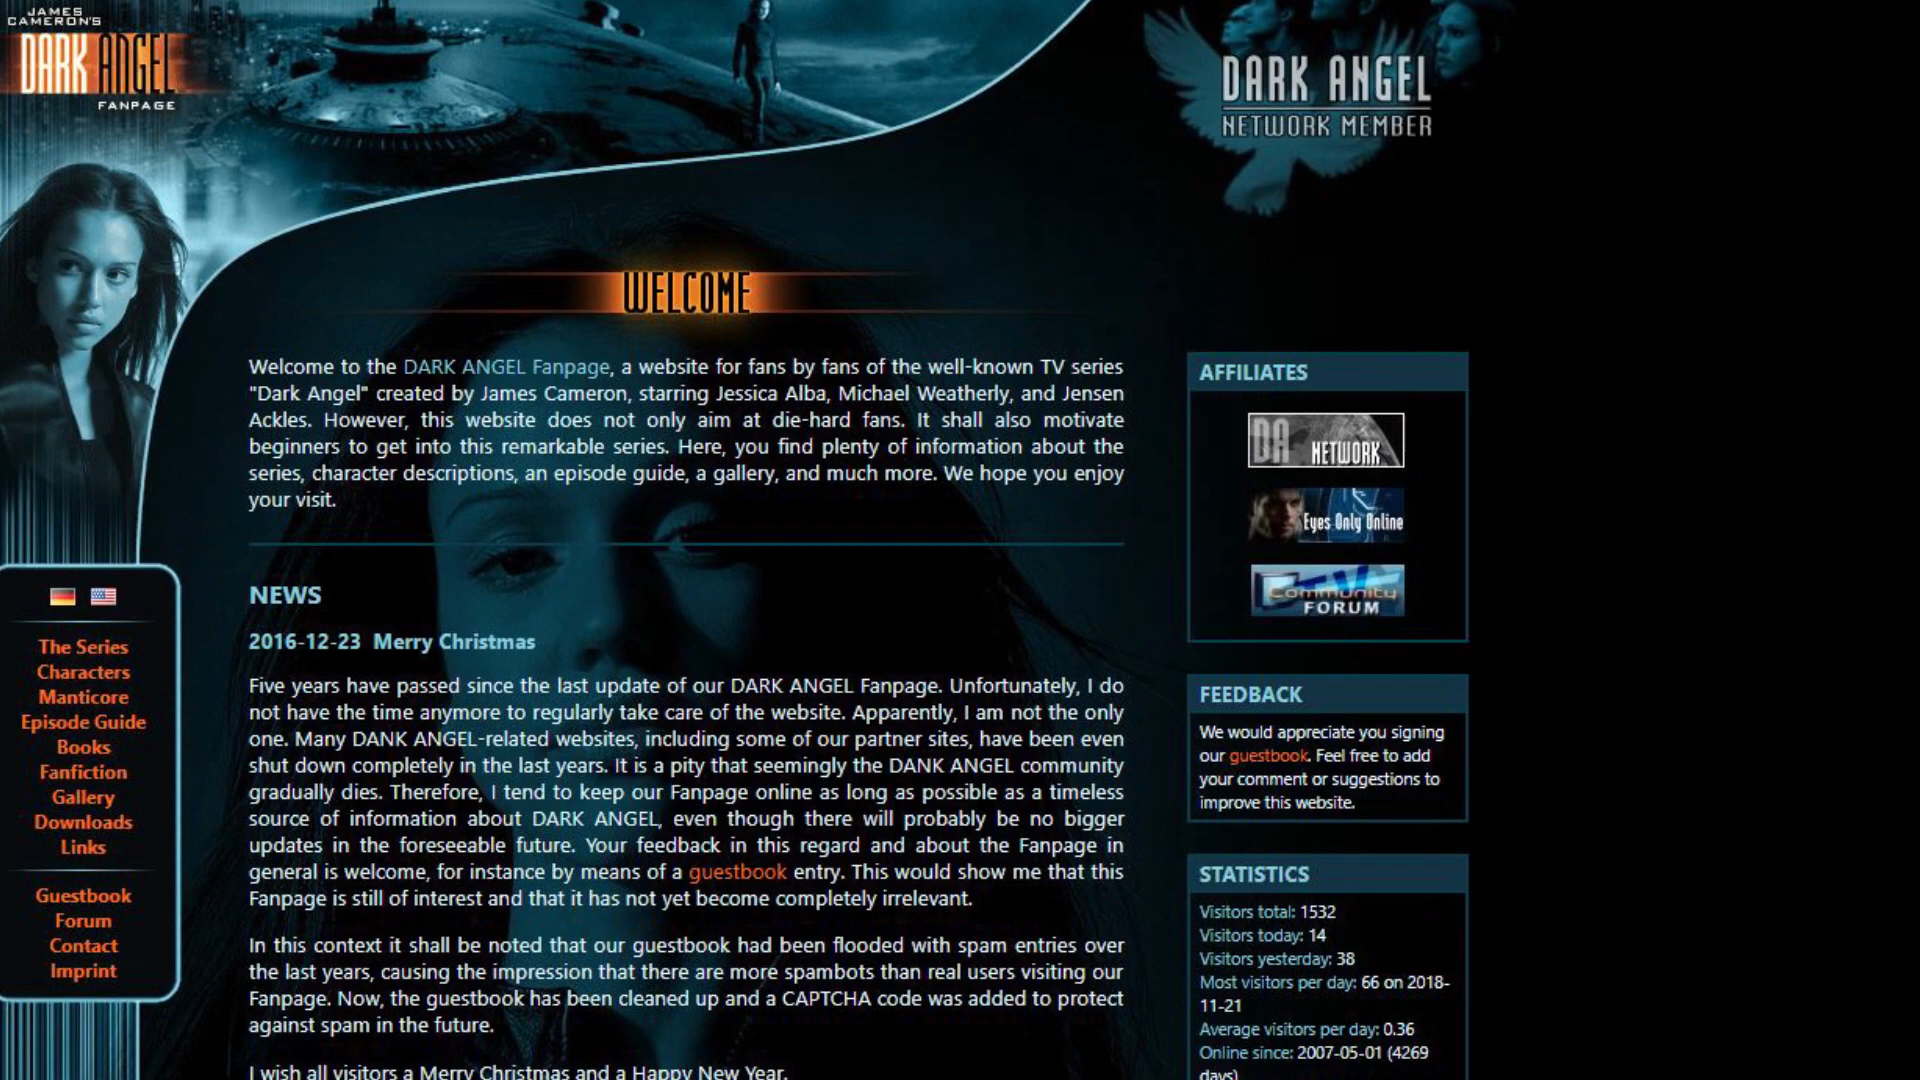 JAMES
CAMERON'S
DARK ANGEL
FANPAGE
DARK ANGEL
NETWORK MEMBER
WELCOME
Welcome to the DARK ANGEL Fanpage, a website for fans by fans of the well-known TV series
"Dark Angel" created by James Cameron, starring Jessica Alba, Michael Weatherly, and Jensen
Ackles. However, this website does not only aim at die-hard fans. It shall also motivate
beginners to get into this remarkable series. Here, you find plenty of information about the
series, character descriptions, an episode guide, a gallery, and much more. We hope you enjoy
your visit.
NEWS
2016-12-23 Merry Christmas
Five years have passed since the last update of our DARK ANGEL Fanpage. Unfortunately, I do
not have the time anymore to regularly take care of the website. Apparently, I am not the only
one. Many DANK ANGEL-related websites, including some of our partner sites, have been even
shut down completely in the last years. It is a pity that seemingly the DANK ANGEL community
gradually dies. Therefore, I tend to keep our Fanpage online as long as possible as a timeless
source of information about DARK ANGEL, even though there will probably be no bigger
updates in the foreseeable future. Your feedback in this regard and about the Fanpage in
general is welcome, for instance by means of a guestbook entry. This would show me that this
Fanpage is still of interest and that it has not yet become completely irrelevant.
In this context it shall be noted that our guestbook had been flooded with spam entries over
the last years, causing the impression that there are more spambots than real users visiting our
Fanpage. Now, the guestbook has been cleaned up and a CAPTCHA code was added to protect
against spam in the future.
I wish all visitors a Merry Christmas and a Happy New Year.
The Series
Characters
Manticore
Episode Guide
Books
Fanfiction
Gallery
Downloads
Links
Guestbook
Forum
Contact
Imprint
AFFILIATES
DA NETWORK
Eyes Only Online
TV
Community
FORUM
FEEDBACK
We would appreciate you signing
our guestbook. Feel free to add
your comment or suggestions to
improve this website.
STATISTICS
Visitors total: 1532
Visitors today: 14
Visitors yesterday: 38
Most visitors per day: 66 on 2018-
11-21
Average visitors per day: 0.36
Online since: 2007-05-01 (4269
days)